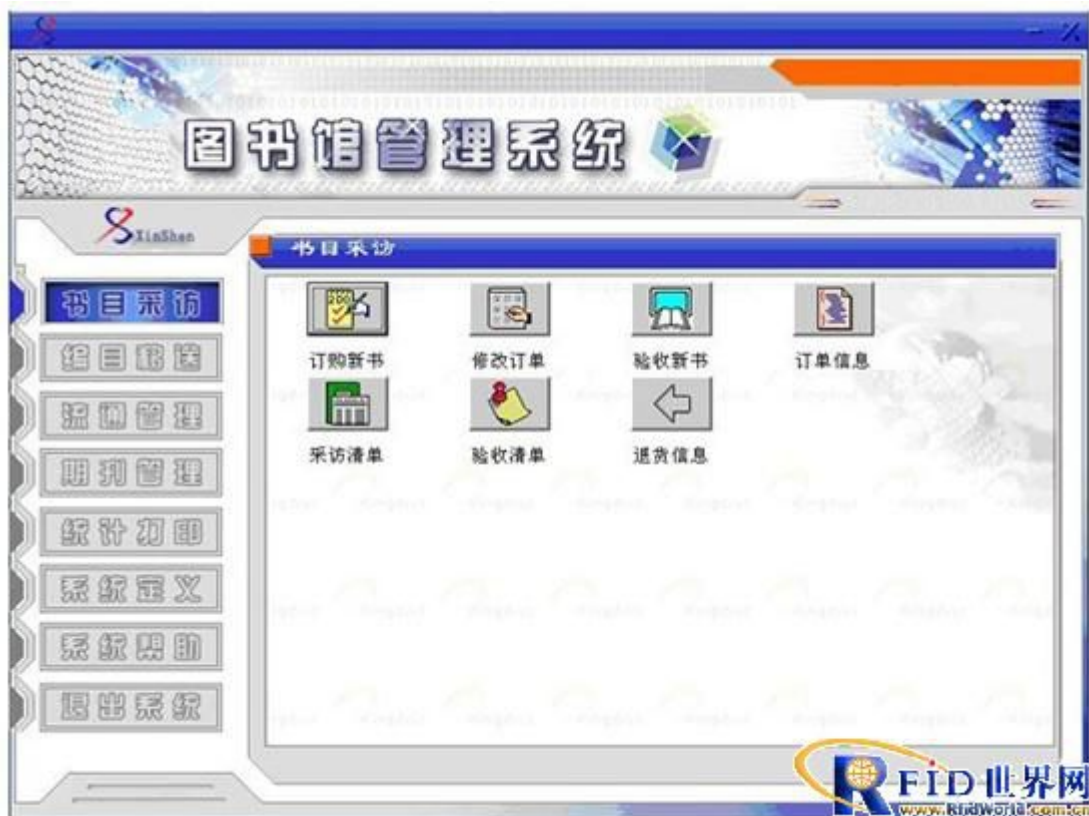 图书馆管理系统
XinShen
书目采访
书目采访
订购新书
修改订单
验收新书
订单信息
采访清单
验收清单
退货信息
流通管理
期刊管理
统计打印
系统定义
系统帮助
退出系统
RFID世界网
www.RfidWorld.com.cn